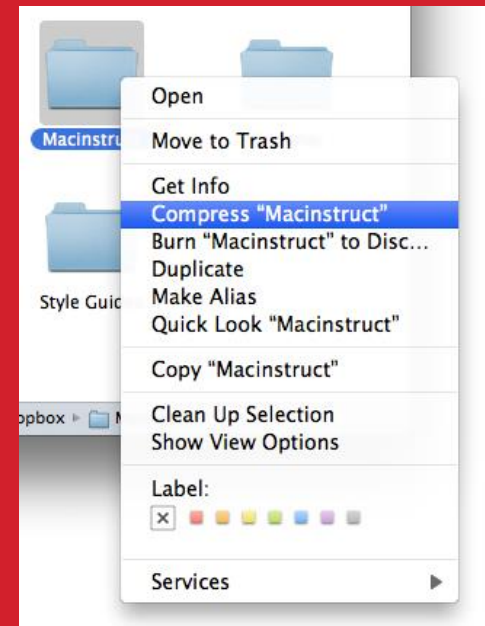 Open
Macinstru
Move to Trash
Get Info
Compress “Macinstruct”
Burn “Macinstruct” to Disc...
Duplicate
Make Alias
Style Guid
Quick Look “Macinstruct”
Copy “Macinstruct”
opbox
Clean Up Selection
Show View Options
Label:
Services